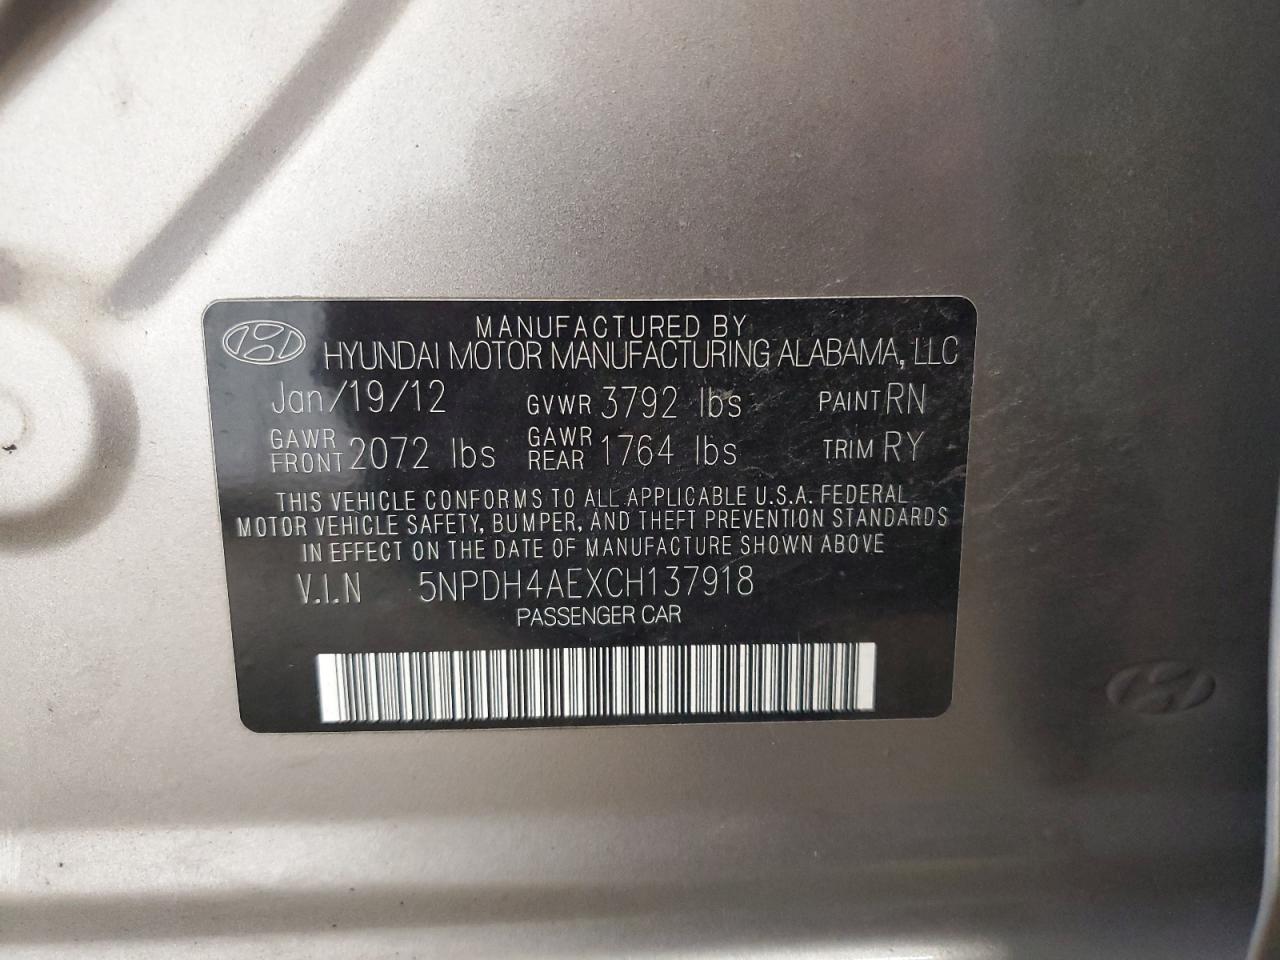 MANUFACTURED BY
HYUNDAI MOTOR MANUFACTURING ALABAMA, LLC
Jan/19/12 GVWR 3792 lbs PAINT RN
GAWR FRONT 2072 lbs GAWR REAR 1764 lbs TRIM RY
THIS VEHICLE CONFORMS TO ALL APPLICABLE U.S.A. FEDERAL
MOTOR VEHICLE SAFETY, BUMPER, AND THEFT PREVENTION STANDARDS
IN EFFECT ON THE DATE OF MANUFACTURE SHOWN ABOVE
V.I.N 5NPDH4AEXCH137918
PASSENGER CAR